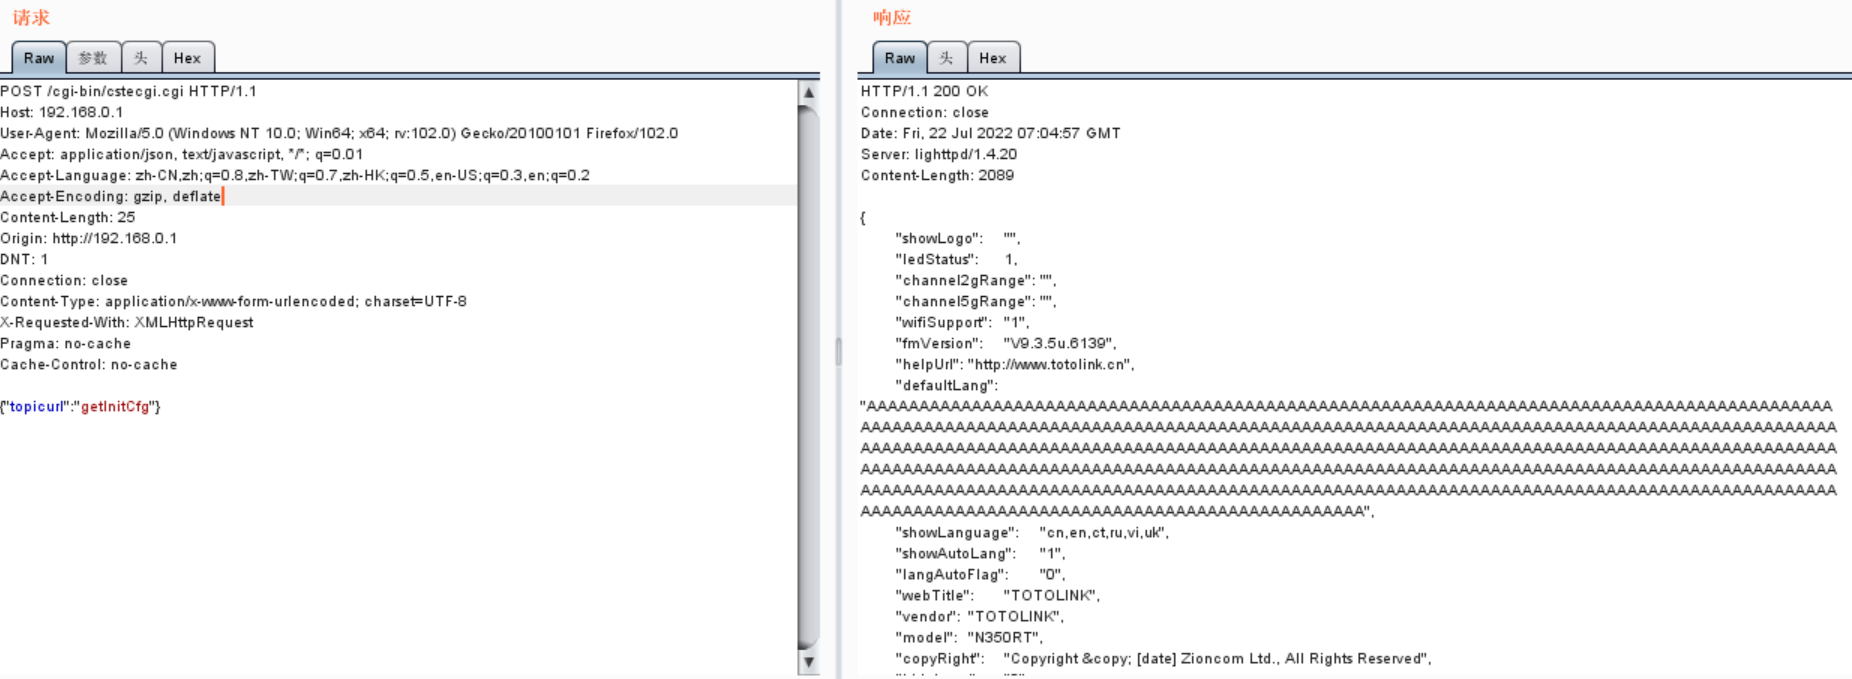 请求
Raw 参数 头 Hex
POST /cgi-bin/cstecgi.cgi HTTP/1.1
Host: 192.168.0.1
User-Agent: Mozilla/5.0 (Windows NT 10.0; Win64; x64; rv:102.0) Gecko/20100101 Firefox/102.0
Accept: application/json, text/javascript, */*; q=0.01
Accept-Language: zh-CN,zh;q=0.8,zh-TW;q=0.7,zh-HK;q=0.5,en-US;q=0.3,en;q=0.2
Accept-Encoding: gzip, deflate
Content-Length: 25
Origin: http://192.168.0.1
DNT: 1
Connection: close
Content-Type: application/x-www-form-urlencoded; charset=UTF-8
X-Requested-With: XMLHttpRequest
Pragma: no-cache
Cache-Control: no-cache
{"topicurl":"getInitCfg"}
响应
Raw 头 Hex
HTTP/1.1 200 OK
Connection: close
Date: Fri, 22 Jul 2022 07:04:57 GMT
Server: lighttpd/1.4.20
Content-Length: 2089
{
"showLogo": "",
"ledStatus": 1,
"channel2gRange": "",
"channel5gRange": "",
"wifiSupport": "1",
"fmVersion": "V9.3.5u.6139",
"helpUrl": "http://www.totolink.cn",
"defaultLang":
"AAAAAAAAAAAAAAAAAAAAAAAAAAAAAAAAAAAAAAAAAAAAAAAAAAAAAAAAAAAAAAAAAAAAAAAAAAAAAAAAAAAAAAAAAAAA
AAAAAAAAAAAAAAAAAAAAAAAAAAAAAAAAAAAAAAAAAAAAAAAAAAAAAAAAAAAAAAAAAAAAAAAAAAAAAAAAAAAAAAAAAAAAA
AAAAAAAAAAAAAAAAAAAAAAAAAAAAAAAAAAAAAAAAAAAAAAAAAAAAAAAAAAAAAAAAAAAAAAAAAAAAAAAAAAAAAAAAAAAAA
AAAAAAAAAAAAAAAAAAAAAAAAAAAAAAAAAAAAAAAAAAAAAAAAAAAAAAAAAAAAAAAAAAAAAAAAAAAAAAAAAAAAAAAAAAAAA
AAAAAAAAAAAAAAAAAAAAAAAAAAAAAAAAAAAAAAAAAAAAAAAAAAAAAAAAAAAAAAAAAAAAAAAAAAAAAAAAAAAAAAAAAAAAA
AAAAAAAAAAAAAAAAAAAAAAAAAAAAAAAAAAAAAAAAAAAAAAAA",
"showLanguage": "cn,en,ct,ru,vi,uk",
"showAutoLang": "1",
"langAutoFlag": "0",
"webTitle": "TOTOLINK",
"vendor": "TOTOLINK",
"model": "N350RT",
"copyRight": "Copyright &copy; [date] Zioncom Ltd., All Rights Reserved",